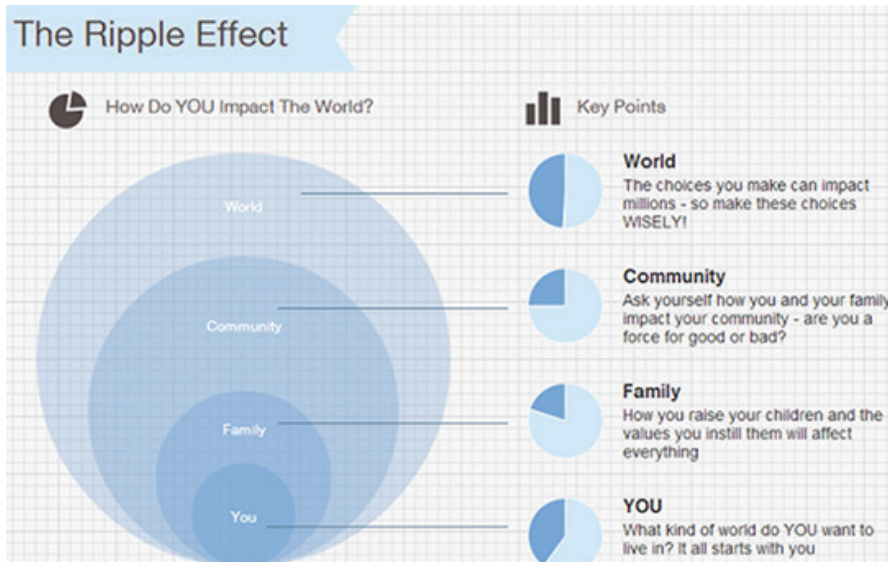 The Ripple Effect
How Do YOU Impact The World?
World
Community
Family
You
Key Points
World
The choices you make can impact
millions - so make these choices
WISELY!
Community
Ask yourself how you and your family
impact your community - are you a
force for good or bad?
Family
How you raise your children and the
values you instill them will affect
everything
YOU
What kind of world do YOU want to
live in? It all starts with you